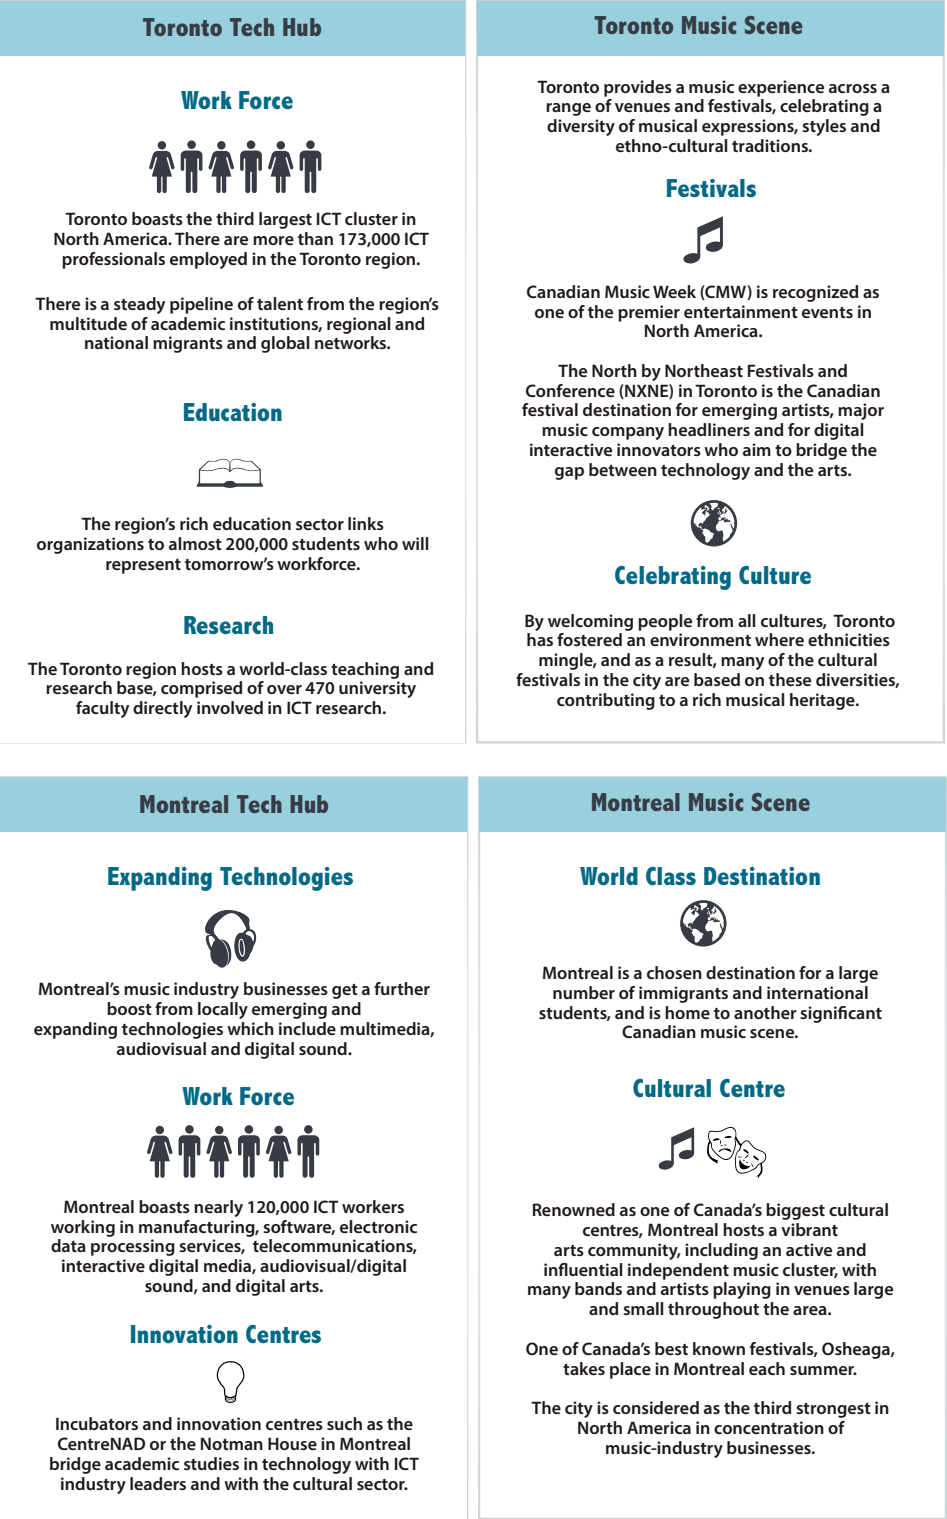 Toronto Tech Hub
Work Force
Toronto boasts the third largest ICT cluster in
North America. There are more than 173,000 ICT
professionals employed in the Toronto region.
There is a steady pipeline of talent from the region’s
multitude of academic institutions, regional and
national migrants and global networks.
Education
The region’s rich education sector links
organizations to almost 200,000 students who will
represent tomorrow’s workforce.
Research
The Toronto region hosts a world-class teaching and
research base, comprised of over 470 university
faculty directly involved in ICT research.
Toronto Music Scene
Toronto provides a music experience across a
range of venues and festivals, celebrating a
diversity of musical expressions, styles and
ethno-cultural traditions.
Festivals
Canadian Music Week (CMW) is recognized as
one of the premier entertainment events in
North America.
The North by Northeast Festivals and
Conference (NXNE) in Toronto is the Canadian
festival destination for emerging artists, major
music company headliners and for digital
interactive innovators who aim to bridge the
gap between technology and the arts.
Celebrating Culture
By welcoming people from all cultures, Toronto
has fostered an environment where ethnicities
mingle, and as a result, many of the cultural
festivals in the city are based on these diversities,
contributing to a rich musical heritage.
Montreal Tech Hub
Expanding Technologies
Montreal’s music industry businesses get a further
boost from locally emerging and
expanding technologies which include multimedia,
audiovisual and digital sound.
Work Force
Montreal boasts nearly 120,000 ICT workers
working in manufacturing, software, electronic
data processing services, telecommunications,
interactive digital media, audiovisual/digital
sound, and digital arts.
Innovation Centres
Incubators and innovation centres such as the
CentreNAD or the Notman House in Montreal
bridge academic studies in technology with ICT
industry leaders and with the cultural sector.
Montreal Music Scene
World Class Destination
Montreal is a chosen destination for a large
number of immigrants and international
students, and is home to another significant
Canadian music scene.
Cultural Centre
Renowned as one of Canada’s biggest cultural
centres, Montreal hosts a vibrant
arts community, including an active and
influential independent music cluster, with
many bands and artists playing in venues large
and small throughout the area.
One of Canada’s best known festivals, Osheaga,
takes place in Montreal each summer.
The city is considered as the third strongest in
North America in concentration of
music-industry businesses.